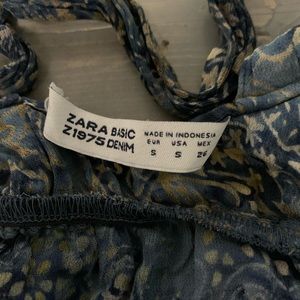 ZARA BASIC
Z1975 DENIM
MADE IN INDONESIA
EUR USA MEX
S S 26